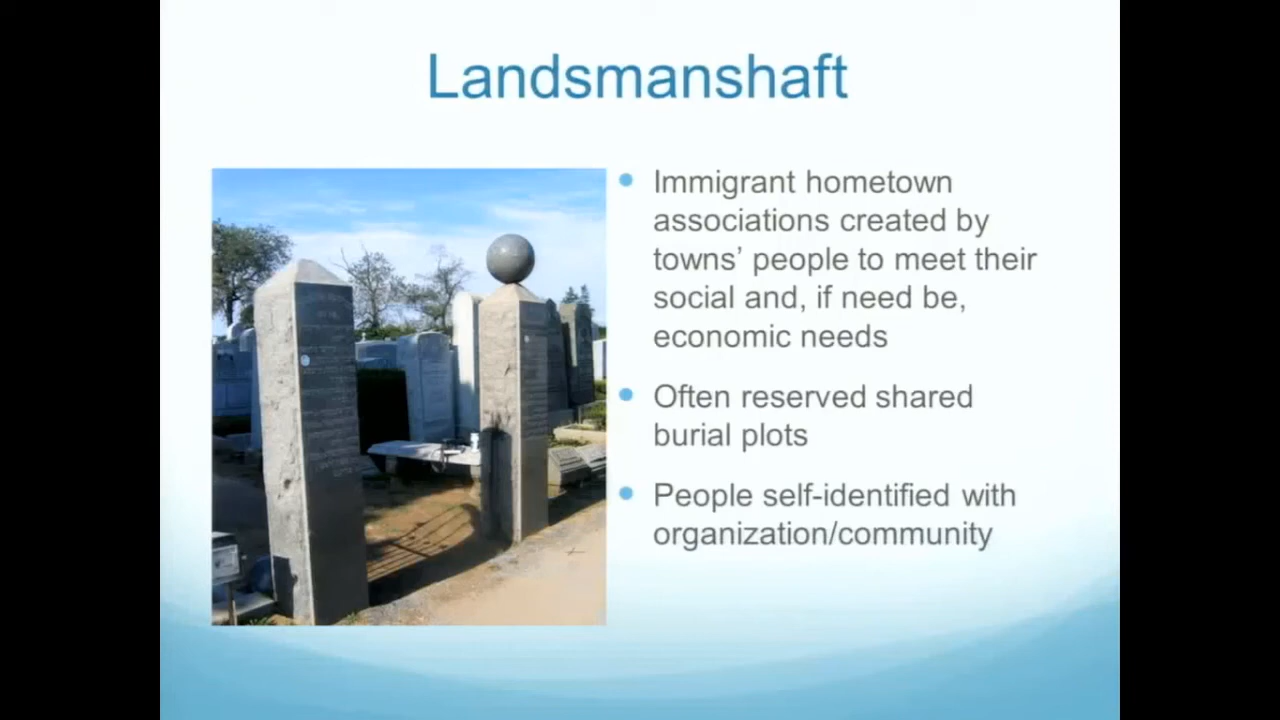 Landsmanshaft
Immigrant hometown
associations created by
towns’ people to meet their
social and, if need be,
economic needs
Often reserved shared
burial plots
People self-identified with
organization/community